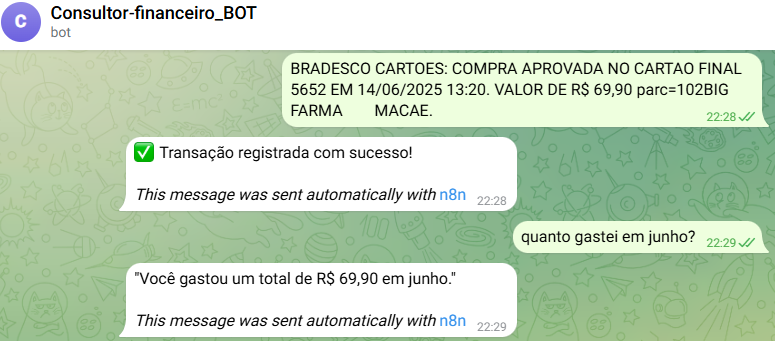 C
Consultor-financeiro_BOT
bot
BRADESCO CARTOES: COMPRA APROVADA NO CARTAO FINAL
5652 EM 14/06/2025 13:20. VALOR DE R$ 69,90 parc=102BIG
FARMA MACAE.
22:28
✅ Transação registrada com sucesso!
This message was sent automatically with n8n
22:28
quanto gastei em junho?
22:29
"Você gastou um total de R$ 69,90 em junho."
This message was sent automatically with n8n
22:29